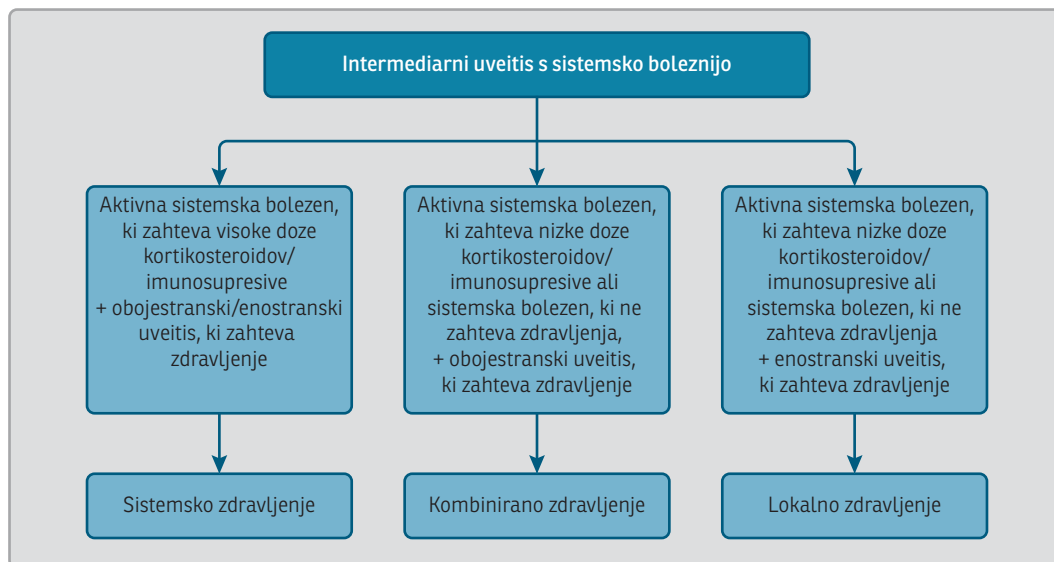 Intermediarni uveitis s sistemsko boleznijo
Aktivna sistemska bolezen,
ki zahteva visoke doze
kortikosteroidov/
imunosupresive
+ obojestranski/enostranski
uveitis, ki zahteva
zdravljenje
Aktivna sistemska bolezen,
ki zahteva nizke doze
kortikosteroidov/
imunosupresive ali
sistemska bolezen, ki ne
zahteva zdravljenja,
+ obojestranski uveitis,
ki zahteva zdravljenje
Aktivna sistemska bolezen,
ki zahteva nizke doze
kortikosteroidov/
imunosupresive ali
sistemska bolezen, ki ne
zahteva zdravljenja
+ enostranski uveitis,
ki zahteva zdravljenje
Sistemsko zdravljenje
Kombinirano zdravljenje
Lokalno zdravljenje